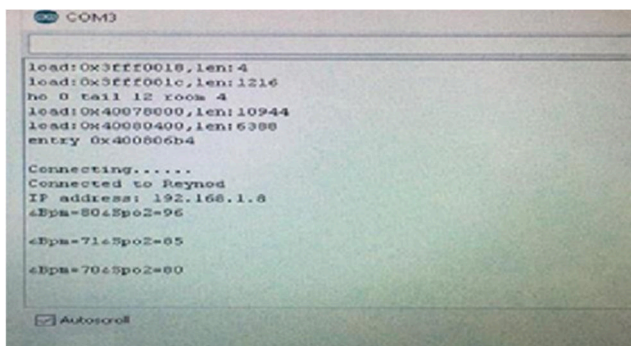 COM3
load:0x3fff0018,len:4
load:0x3fff001c,len:1216
ho 0 tail 12 room 4
load:0x40078000,len:10944
load:0x40080400,len:6388
entry 0x400806b4
Connecting......
Connected to Reynod
IP address: 192.168.1.8
&Bpm=80&Spo2=96
&Bpm=71&Spo2=85
&Bpm=70&Spo2=80
Autoscroll